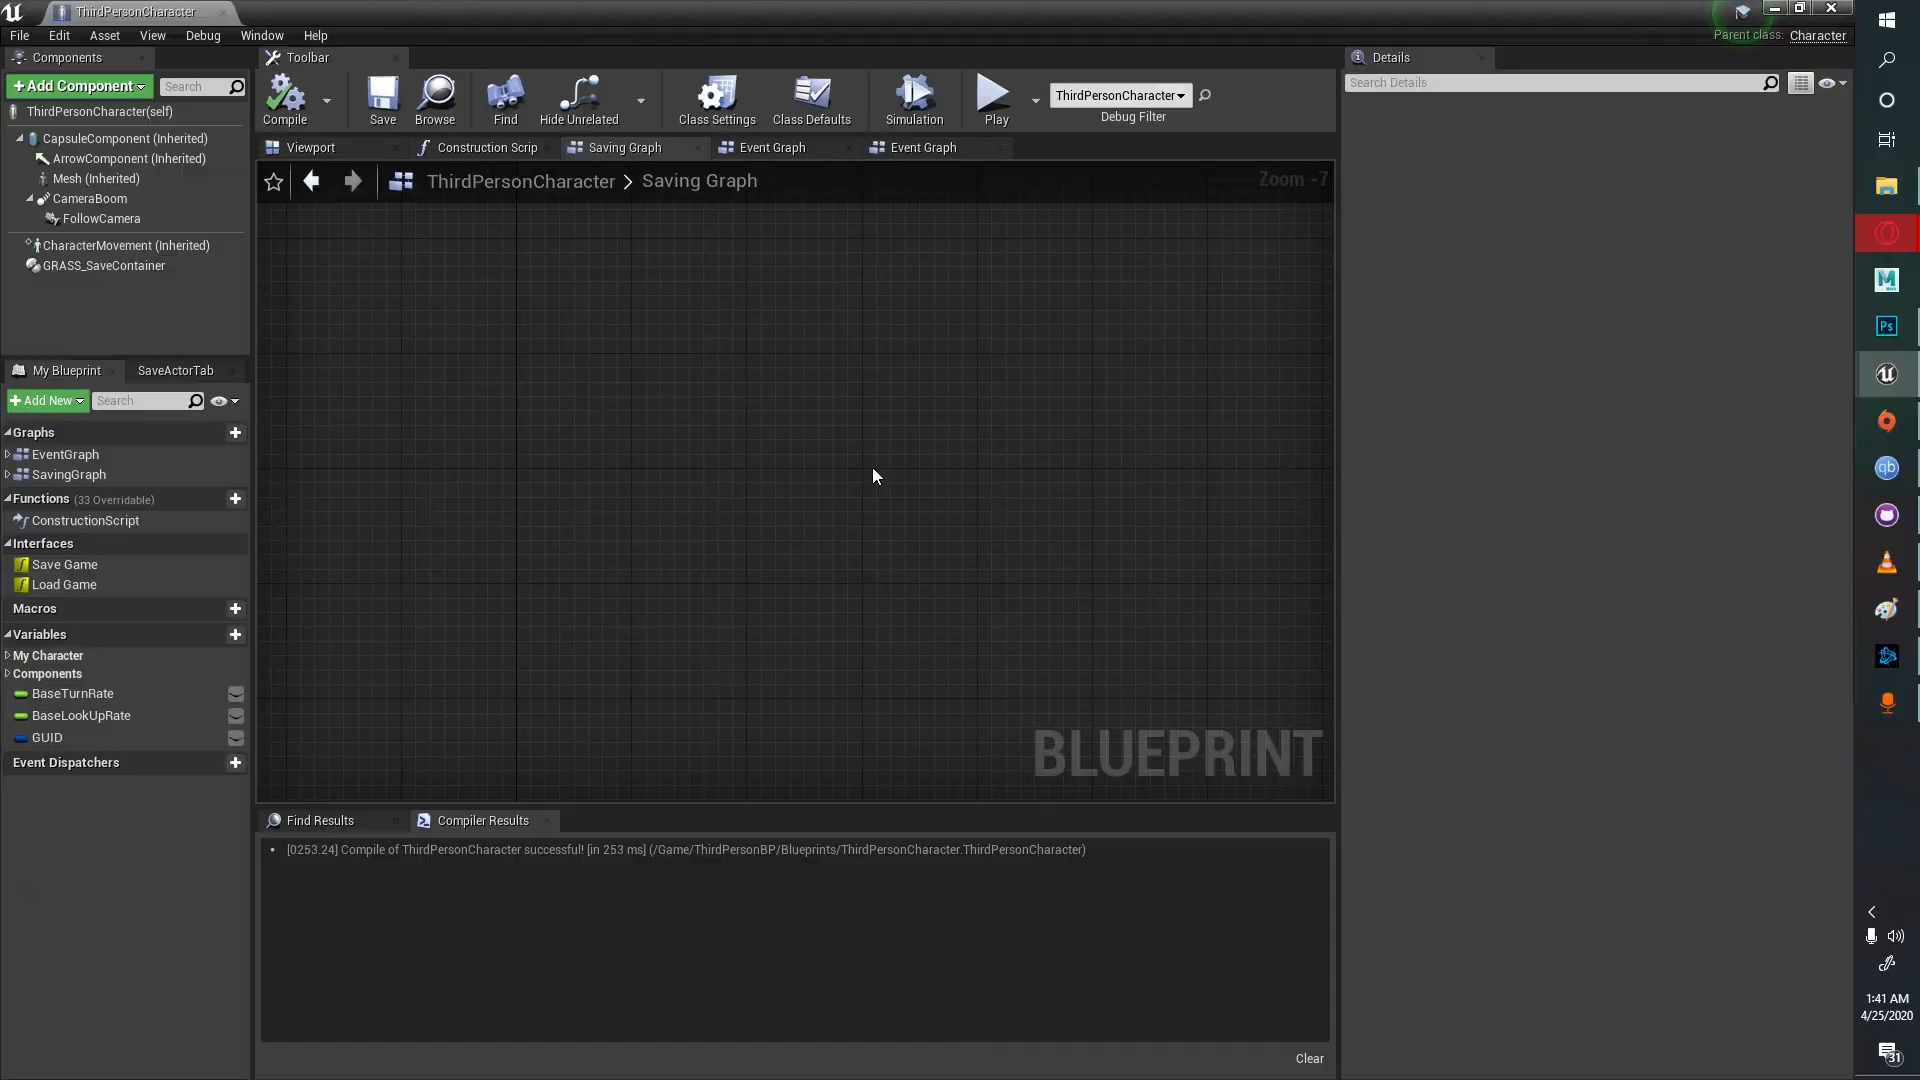 ThirdPersonCharacter
File Edit Asset View Debug Window Help
Parent class: Character
Components
Toolbar
Details
+Add Component
Search
Search Details
ThirdPersonCharacter(self)
CapsuleComponent (Inherited)
ArrowComponent (Inherited)
Mesh (Inherited)
CameraBoom
FollowCamera
CharacterMovement (Inherited)
GRASS_SaveContainer
Compile
Save
Browse
Find
Hide Unrelated
Class Settings
Class Defaults
Simulation
Play
ThirdPersonCharacter
Debug Filter
Viewport
Construction Scrip
Saving Graph
Event Graph
Event Graph
ThirdPersonCharacter > Saving Graph
Zoom -7
BLUEPRINT
My Blueprint
SaveActorTab
+Add New
Search
Graphs
EventGraph
SavingGraph
Functions (33 Overridable)
ConstructionScript
Interfaces
Save Game
Load Game
Macros
Variables
My Character
Components
BaseTurnRate
BaseLookUpRate
GUID
Event Dispatchers
Find Results
Compiler Results
[0253.24] Compile of ThirdPersonCharacter successful! [in 253 ms] (/Game/ThirdPersonBP/Blueprints/ThirdPersonCharacter.ThirdPersonCharacter)
Clear
M
Ps
qb
1:41 AM
4/25/2020
31